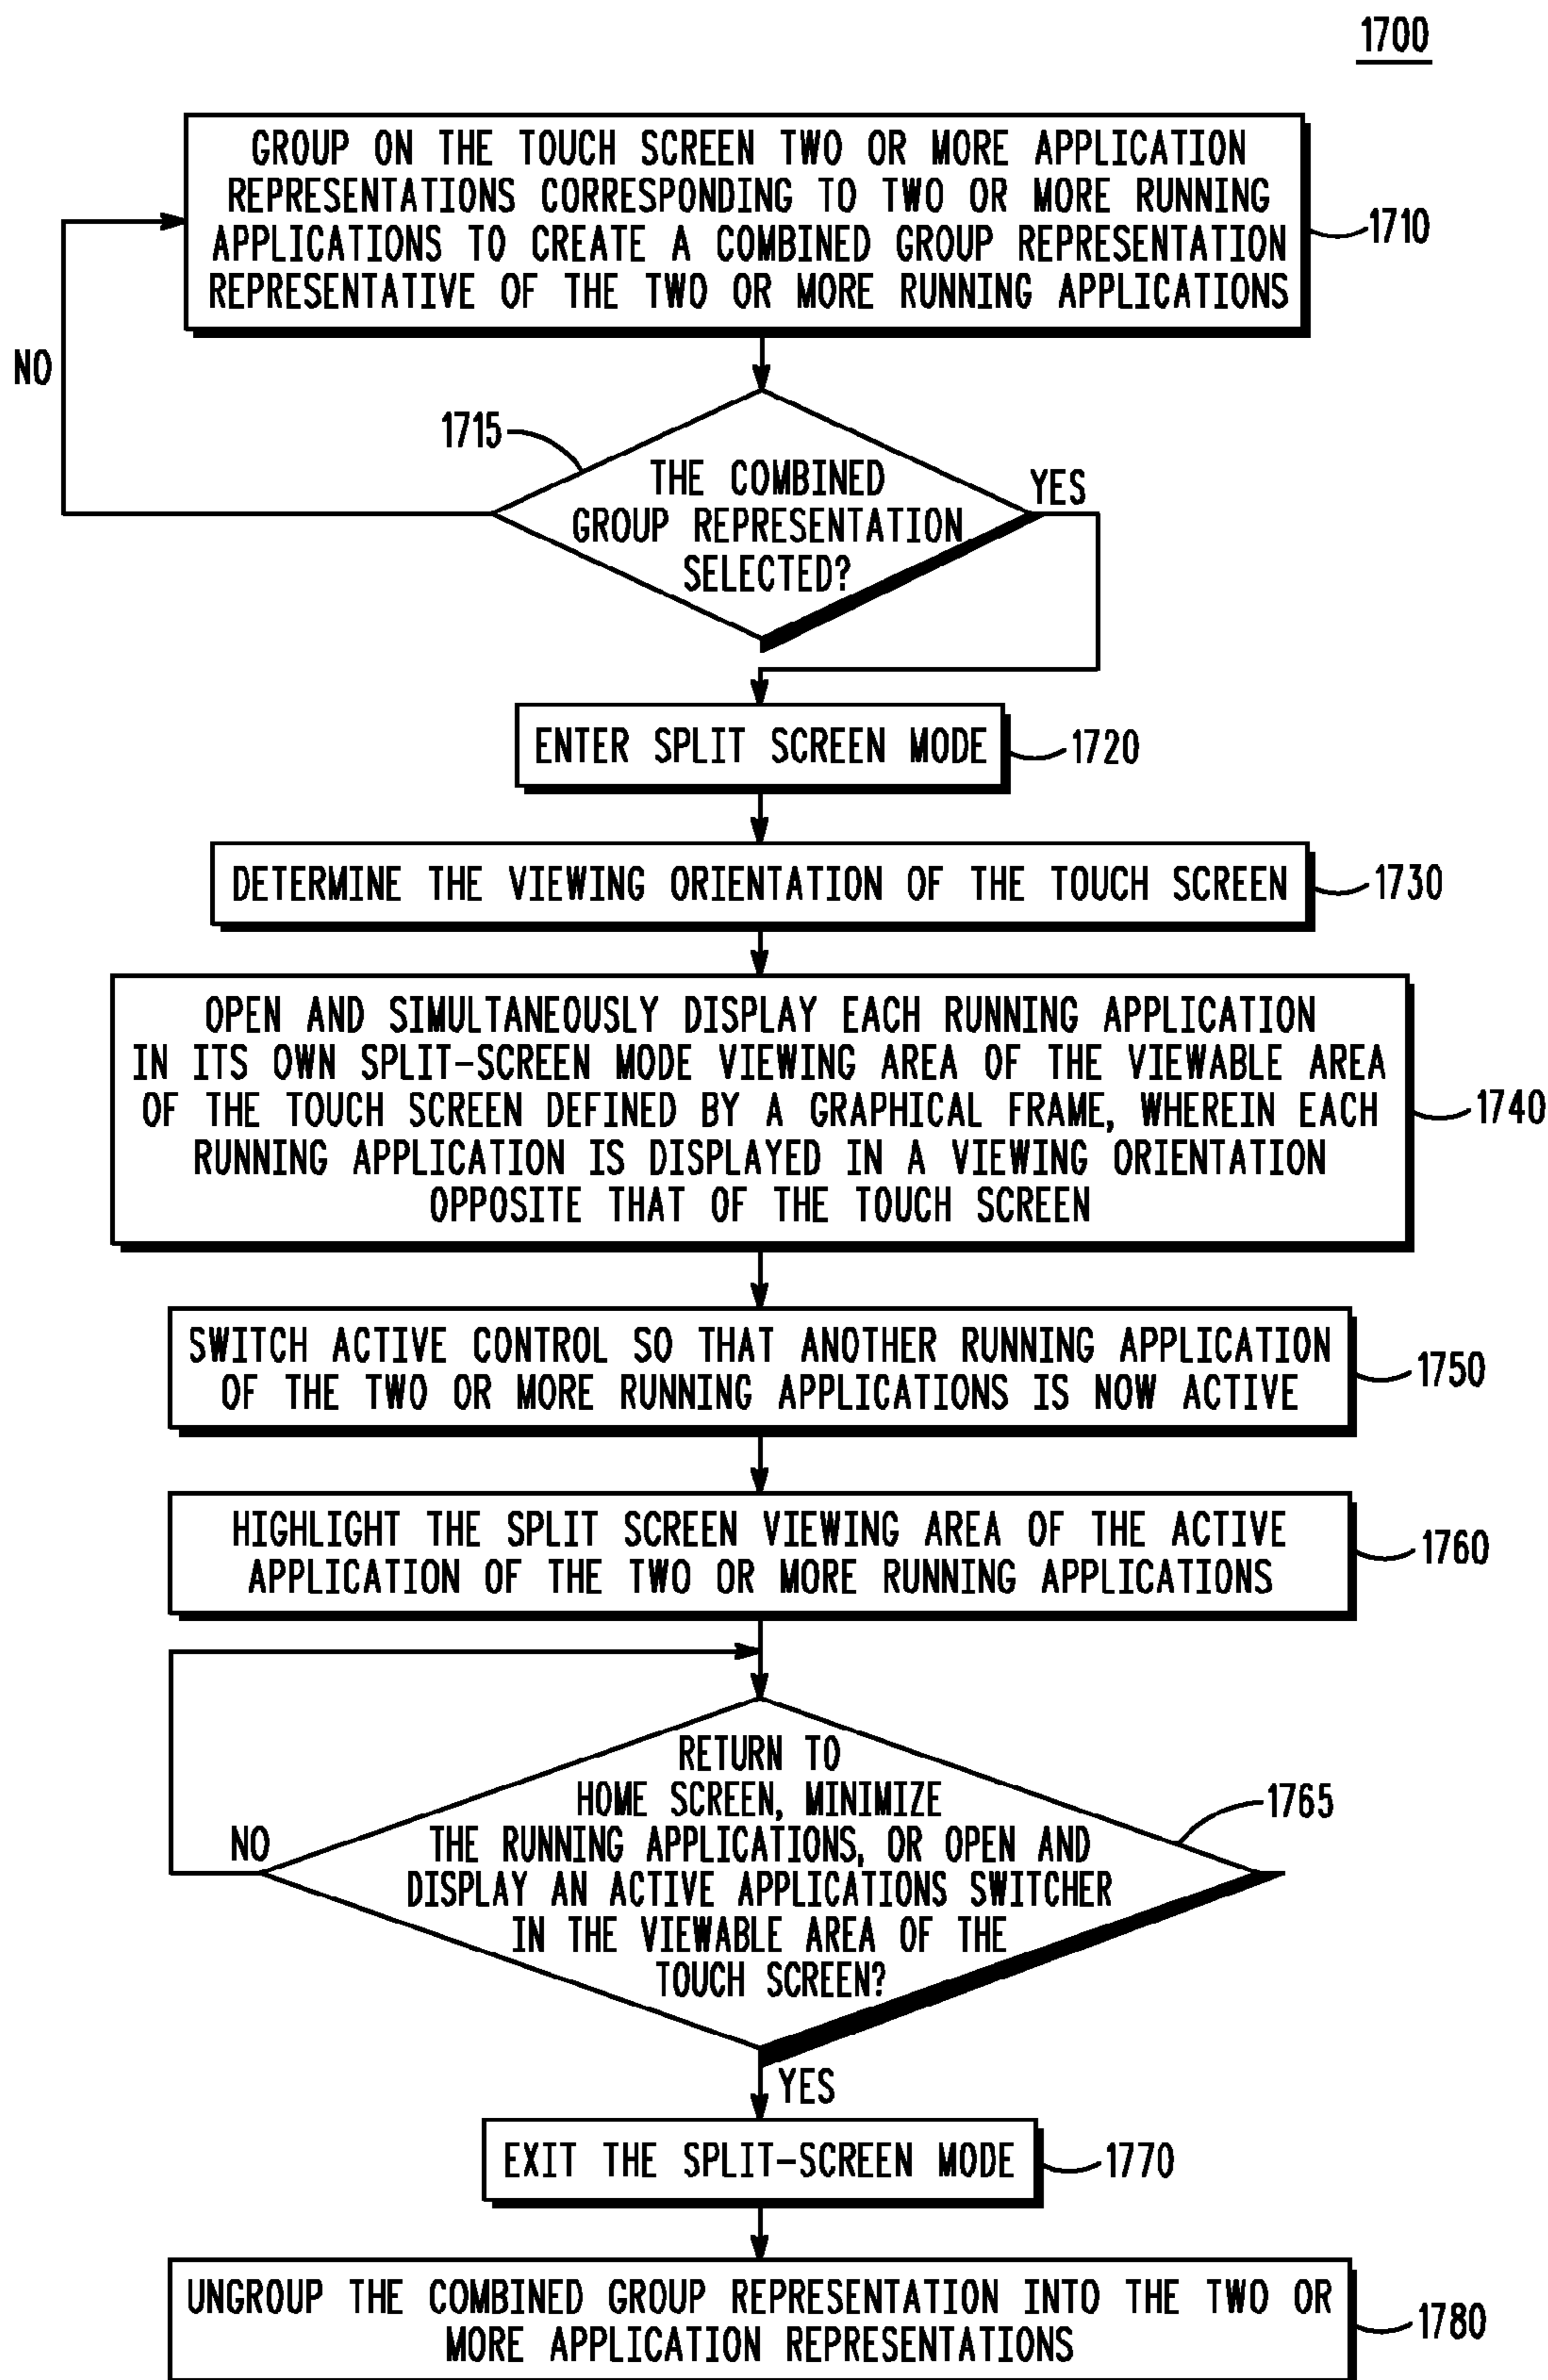 1700
GROUP ON THE TOUCH SCREEN TWO OR MORE APPLICATION
REPRESENTATIONS CORRESPONDING TO TWO OR MORE RUNNING
APPLICATIONS TO CREATE A COMBINED GROUP REPRESENTATION
REPRESENTATIVE OF THE TWO OR MORE RUNNING APPLICATIONS
1710
NO
1715
THE COMBINED
GROUP REPRESENTATION
SELECTED?
YES
ENTER SPLIT SCREEN MODE
1720
DETERMINE THE VIEWING ORIENTATION OF THE TOUCH SCREEN
1730
OPEN AND SIMULTANEOUSLY DISPLAY EACH RUNNING APPLICATION
IN ITS OWN SPLIT-SCREEN MODE VIEWING AREA OF THE VIEWABLE AREA
OF THE TOUCH SCREEN DEFINED BY A GRAPHICAL FRAME, WHEREIN EACH
RUNNING APPLICATION IS DISPLAYED IN A VIEWING ORIENTATION
OPPOSITE THAT OF THE TOUCH SCREEN
1740
SWITCH ACTIVE CONTROL SO THAT ANOTHER RUNNING APPLICATION
OF THE TWO OR MORE RUNNING APPLICATIONS IS NOW ACTIVE
1750
HIGHLIGHT THE SPLIT SCREEN VIEWING AREA OF THE ACTIVE
APPLICATION OF THE TWO OR MORE RUNNING APPLICATIONS
1760
RETURN TO
HOME SCREEN, MINIMIZE
THE RUNNING APPLICATIONS, OR OPEN AND
DISPLAY AN ACTIVE APPLICATIONS SWITCHER
IN THE VIEWABLE AREA OF THE
TOUCH SCREEN?
1765
NO
YES
EXIT THE SPLIT-SCREEN MODE
1770
UNGROUP THE COMBINED GROUP REPRESENTATION INTO THE TWO OR
MORE APPLICATION REPRESENTATIONS
1780